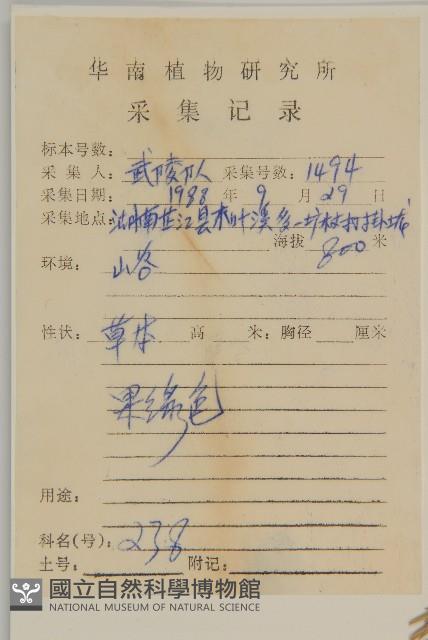 华南植物研究所
采集记录
标本号数:
采集人: 武陵队 采集号数: 1494
采集日期: 1988 年 9 月 29 日
采集地点: 湖南芷江县木叶溪乡
海拔 800 米
环境: 山谷
性状: 草本 高 米; 胸径 厘米
果绿色
用途:
科名(号): 238
土号: 附记:
國立自然科學博物館
NATIONAL MUSEUM OF NATURAL SCIENCE